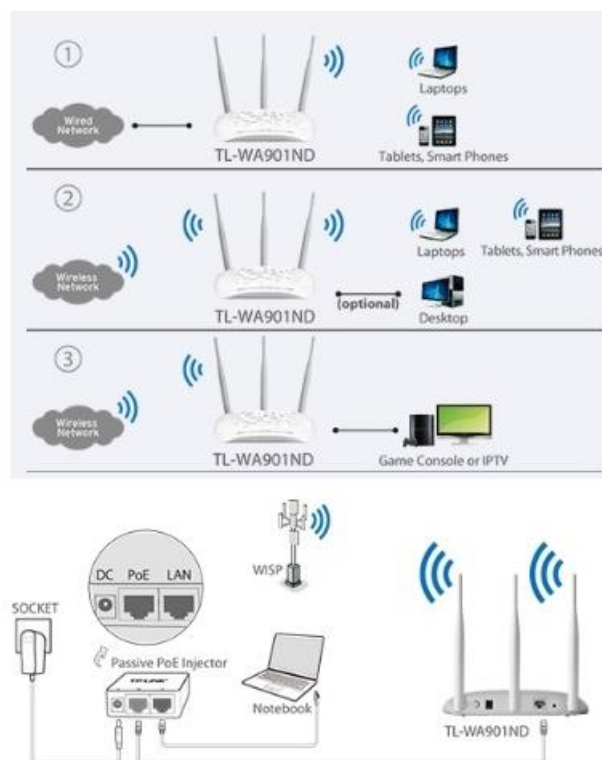 1
Wired
Network
TL-WA901ND
Laptops
Tablets, Smart Phones
2
Wireless
Network
TL-WA901ND
(optional)
Laptops
Tablets, Smart Phones
Desktop
3
Wireless
Network
TL-WA901ND
Game Console or IPTV
DC PoE LAN
WISP
SOCKET
Passive PoE Injector
TP-LINK
Notebook
TL-WA901ND